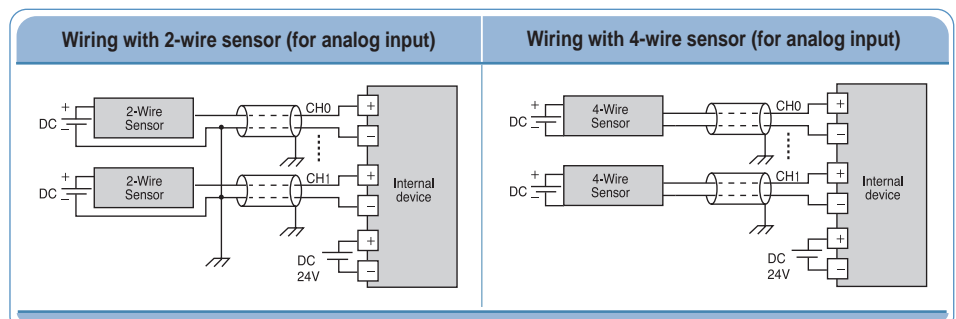 Wiring with 2-wire sensor (for analog input)
+
DC
−
2-Wire
Sensor
CH0
+
−
+
DC
−
2-Wire
Sensor
CH1
+
−
Internal
device
DC
24V
+
−
Wiring with 4-wire sensor (for analog input)
+
DC
−
4-Wire
Sensor
CH0
+
−
+
DC
−
4-Wire
Sensor
CH1
+
−
Internal
device
DC
24V
+
−